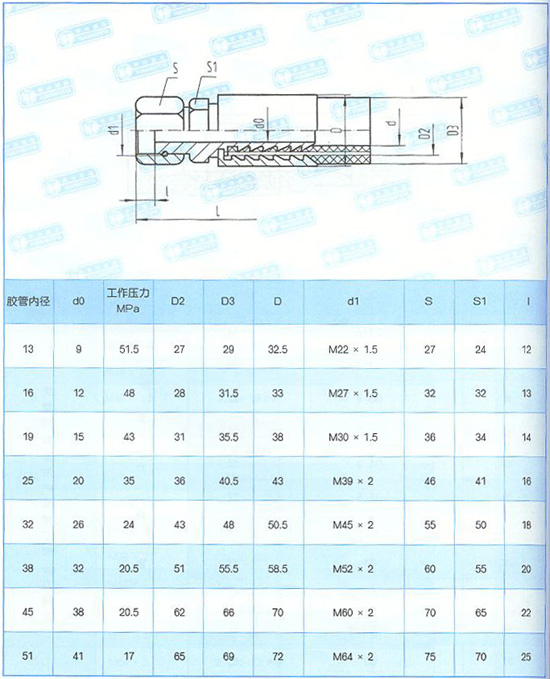 S
S1
d1
d0
D
d
D2
D3
l
L
胶管内径 d0 工作压力 MPa D2 D3 D d1 S S1 l
13 9 51.5 27 29 32.5 M22 × 1.5 27 24 12
16 12 48 28 31.5 33 M27 × 1.5 32 32 13
19 15 43 31 35.5 38 M30 × 1.5 36 34 14
25 20 35 36 40.5 43 M39 × 2 46 41 16
32 26 24 43 48 50.5 M45 × 2 55 50 18
38 32 20.5 51 55.5 58.5 M52 × 2 60 55 20
45 38 20.5 62 66 70 M60 × 2 70 65 22
51 41 17 65 69 72 M64 × 2 75 70 25